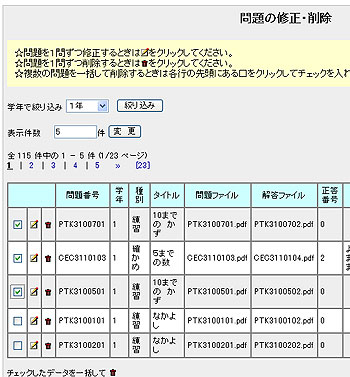 問題の修正・削除
☆問題を1問ずつ修正するときは をクリックしてください。
☆問題を1問ずつ削除するときは をクリックしてください。
☆複数の問題を一括して削除するときは各行の先頭にある口をクリックしてチェックを入れ
学年で絞り込み 1年 絞り込み
表示件数 5 件 変更
全 115 件中の 1 - 5 件 (1/23 ページ)
1 | 2 | 3 | 4 | 5 » [23]
問題番号 学年 種別 タイトル 問題ファイル 解答ファイル 正答番号
PTK3100701 1 練習 10までのかず PTK3100701.pdf PTK3100702.pdf 0
CEC3110103 1 確かめ 5までの数 CEC3110103.pdf CEC3110104.pdf 2
PTK3100501 1 練習 10までのかず PTK3100501.pdf PTK3100502.pdf 0
PTK3100101 1 練習 なかよし PTK3100101.pdf PTK3100102.pdf 0
PTK3100201 1 練習 なかよし PTK3100201.pdf PTK3100202.pdf 0
チェックしたデータを一括して